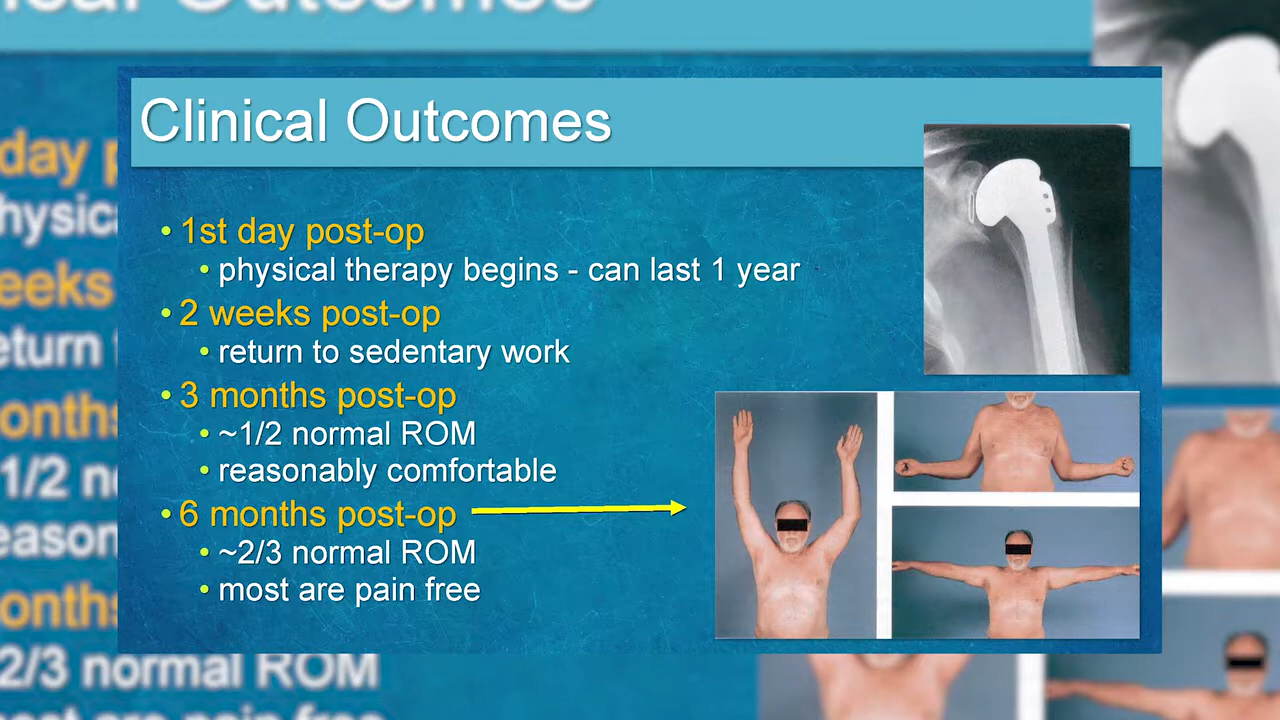 Clinical Outcomes
• 1st day post-op
• physical therapy begins - can last 1 year
• 2 weeks post-op
• return to sedentary work
• 3 months post-op
• ~1/2 normal ROM
• reasonably comfortable
• 6 months post-op
• ~2/3 normal ROM
• most are pain free